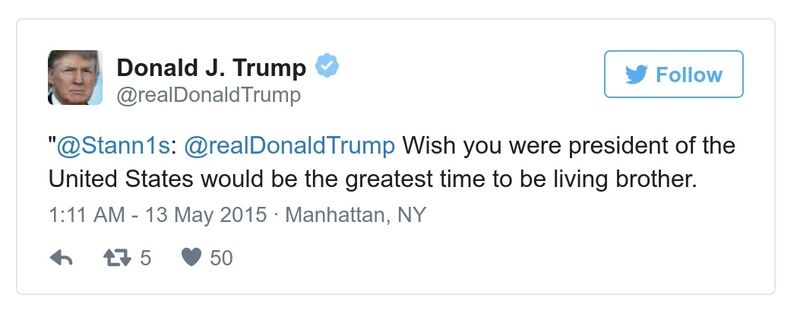 Donald J. Trump
@realDonaldTrump
Follow
"@Stann1s: @realDonaldTrump Wish you were president of the
United States would be the greatest time to be living brother.
1:11 AM - 13 May 2015 · Manhattan, NY
5 50